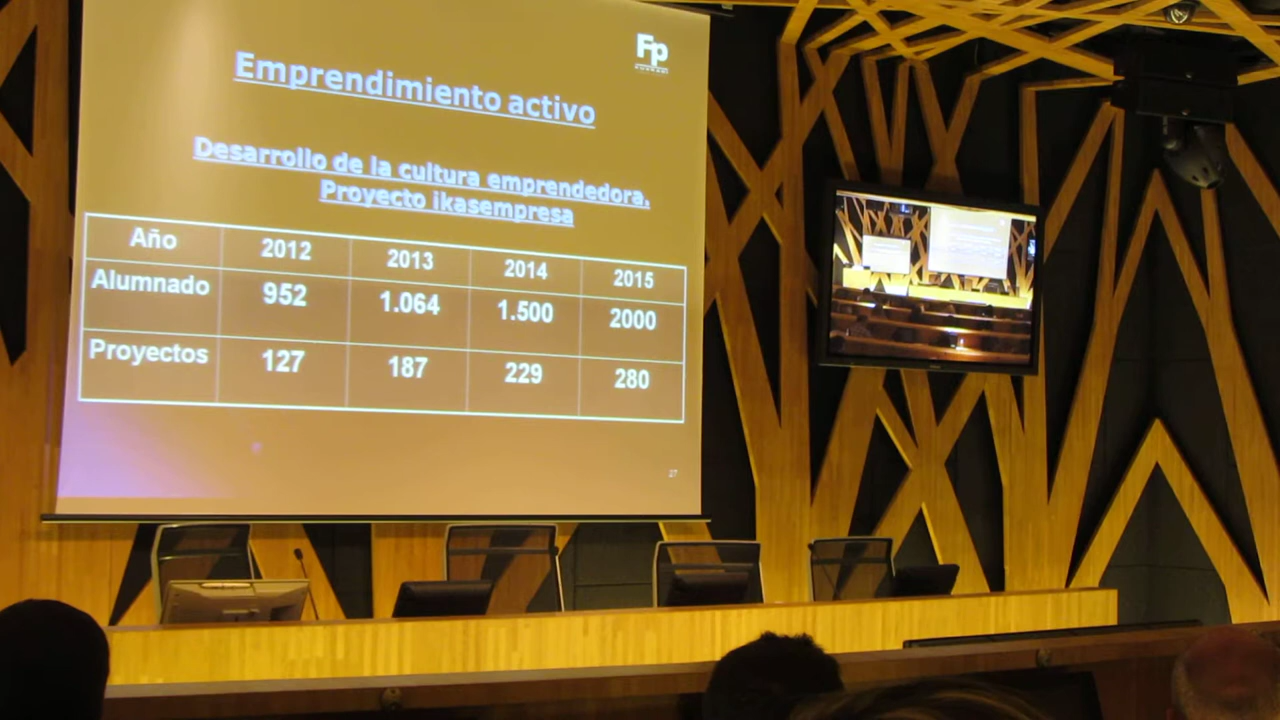 Fp
Emprendimiento activo
Desarrollo de la cultura emprendedora.
Proyecto ikasempresa
Año 2012 2013 2014 2015
Alumnado 952 1.064 1.500 2000
Proyectos 127 187 229 280